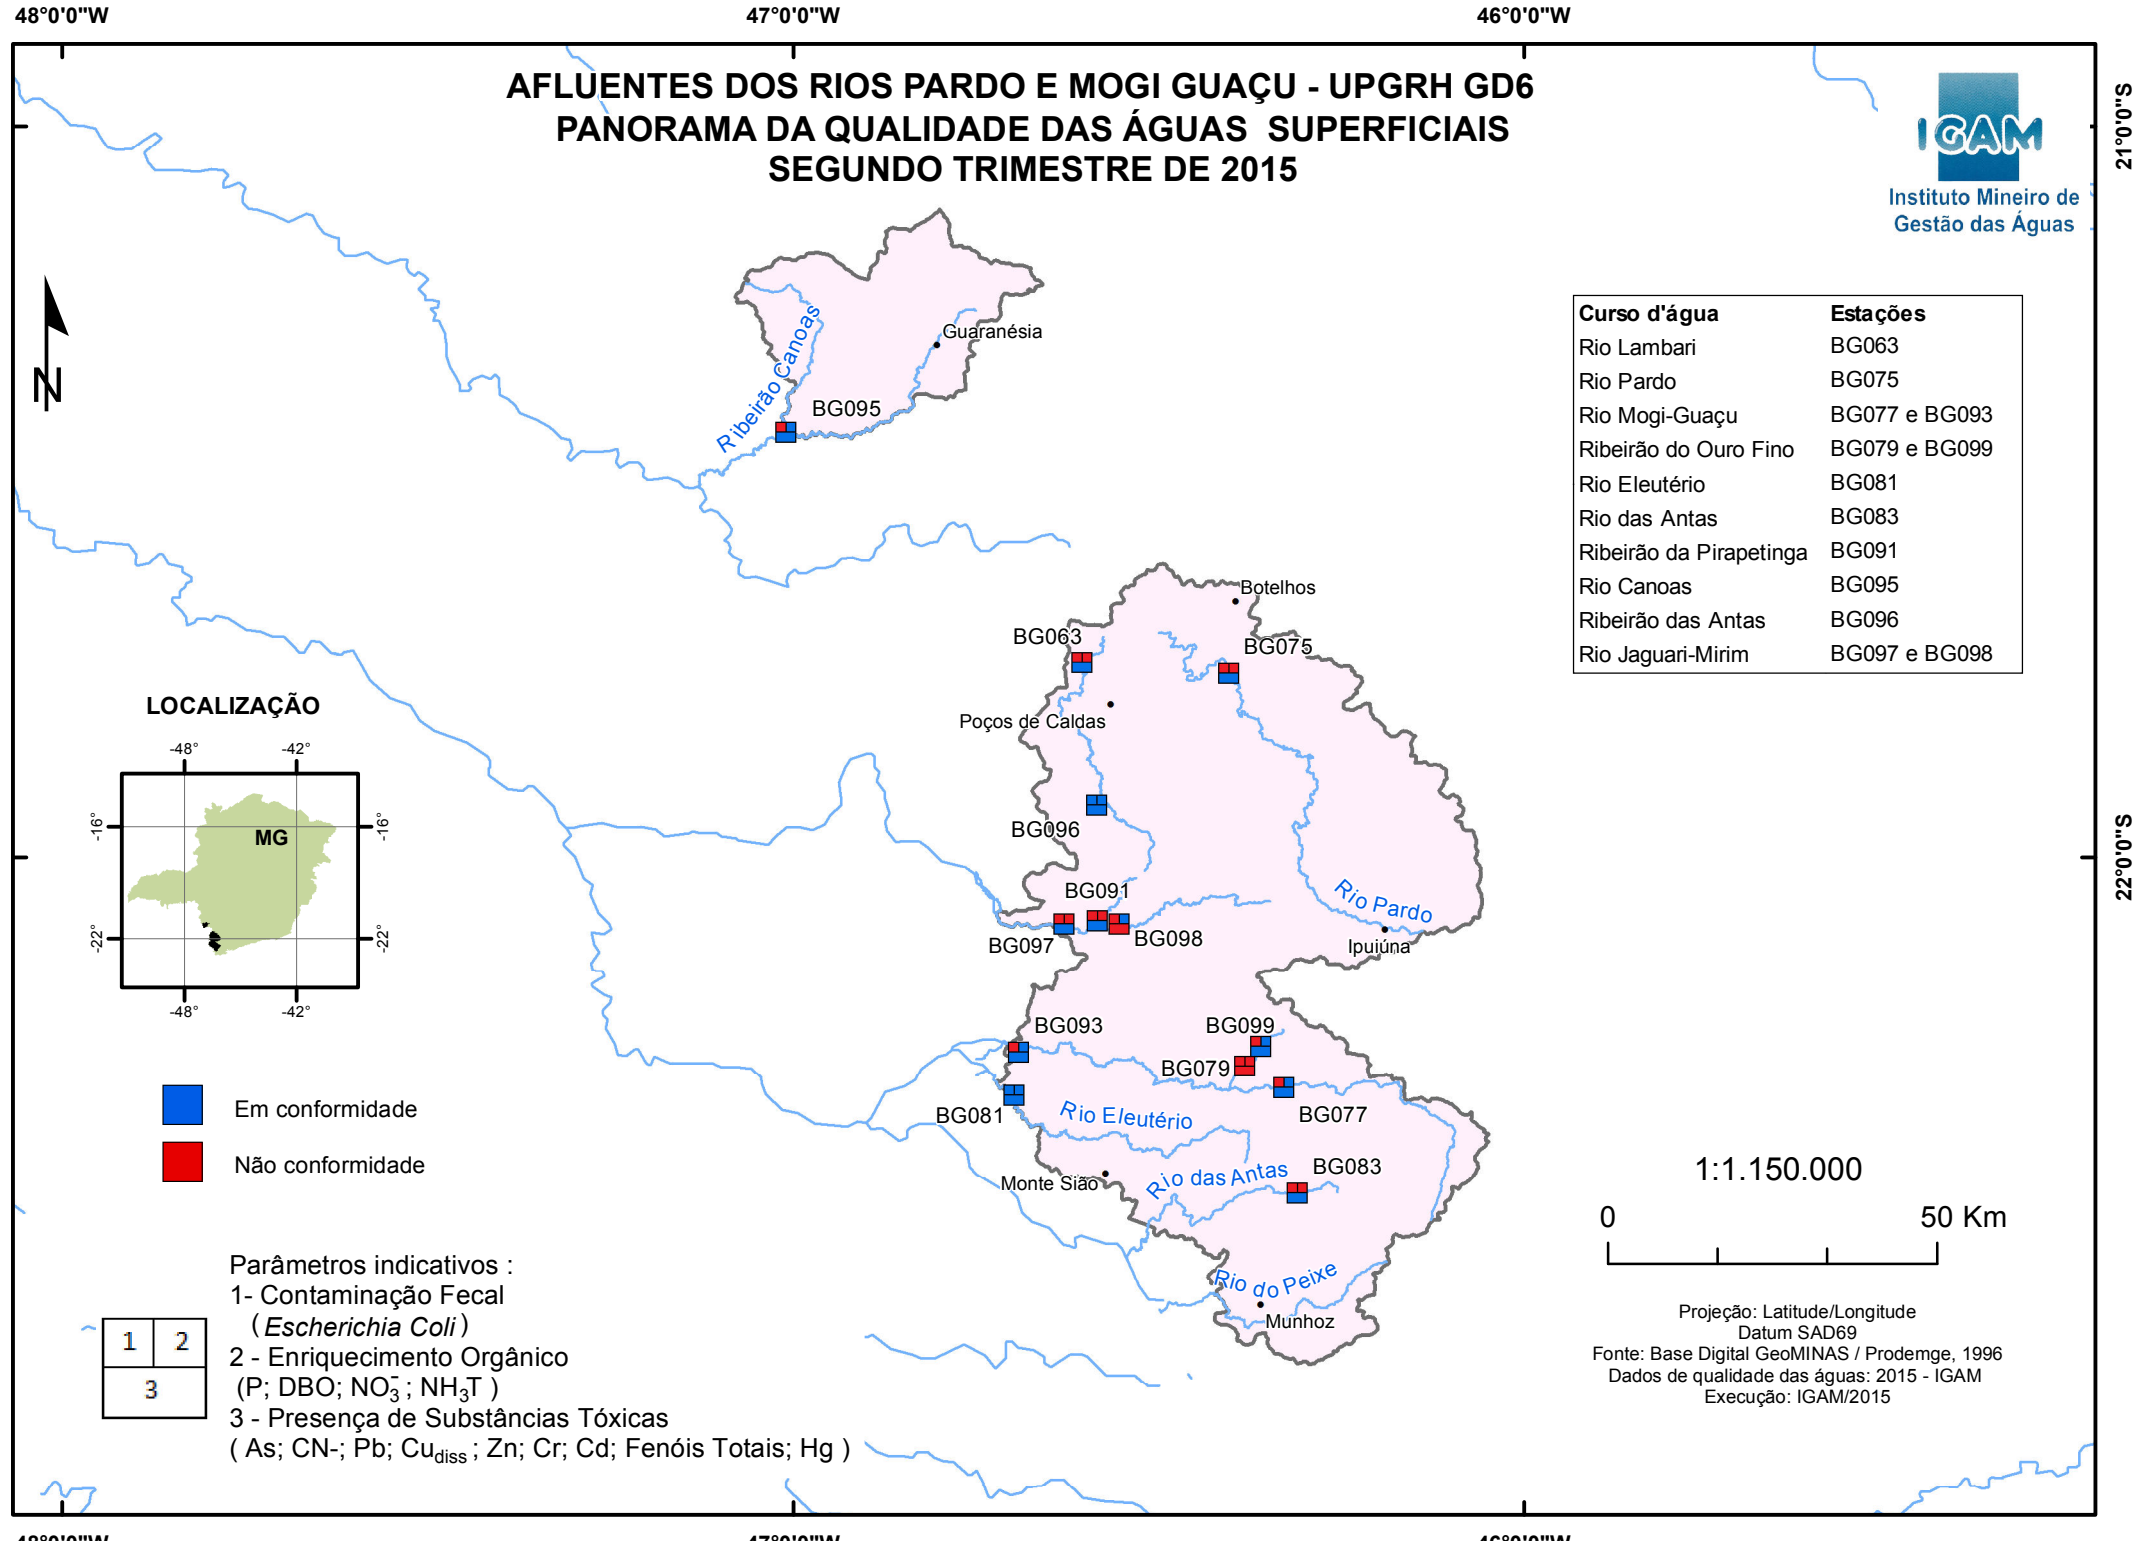 48°0'0"W 47°0'0"W 46°0'0"W
AFLUENTES DOS RIOS PARDO E MOGI GUAÇU - UPGRH GD6
PANORAMA DA QUALIDADE DAS ÁGUAS SUPERFICIAIS
SEGUNDO TRIMESTRE DE 2015
IGAM
Instituto Mineiro de
Gestão das Águas
21°0'0"S
N
Curso d'água Estações
Rio Lambari BG063
Rio Pardo BG075
Rio Mogi-Guaçu BG077 e BG093
Ribeirão do Ouro Fino BG079 e BG099
Rio Eleutério BG081
Rio das Antas BG083
Ribeirão da Pirapetinga BG091
Rio Canoas BG095
Ribeirão das Antas BG096
Rio Jaguari-Mirim BG097 e BG098
Guaranésia
Ribeirão Canoas
BG095
Botelhos
BG063
BG075
Poços de Caldas
BG096
BG091
Rio Pardo
BG097
BG098
Ipuiúna
22°0'0"S
BG093
BG099
BG079
BG081
Rio Eleutério
BG077
BG083
Rio das Antas
Monte Sião
Rio do Peixe
Munhoz
LOCALIZAÇÃO
-48° -42°
-16° MG -16°
-22° -22°
-48° -42°
Em conformidade
Não conformidade
Parâmetros indicativos :
1- Contaminação Fecal
(Escherichia Coli)
2 - Enriquecimento Orgânico
(P; DBO; NO₃⁻; NH₃T )
3 - Presença de Substâncias Tóxicas
( As; CN-; Pb; Cudiss ; Zn; Cr; Cd; Fenóis Totais; Hg )
1 2
3
1:1.150.000
0 50 Km
Projeção: Latitude/Longitude
Datum SAD69
Fonte: Base Digital GeoMINAS / Prodemge, 1996
Dados de qualidade das águas: 2015 - IGAM
Execução: IGAM/2015
48°0'0"W 47°0'0"W 46°0'0"W